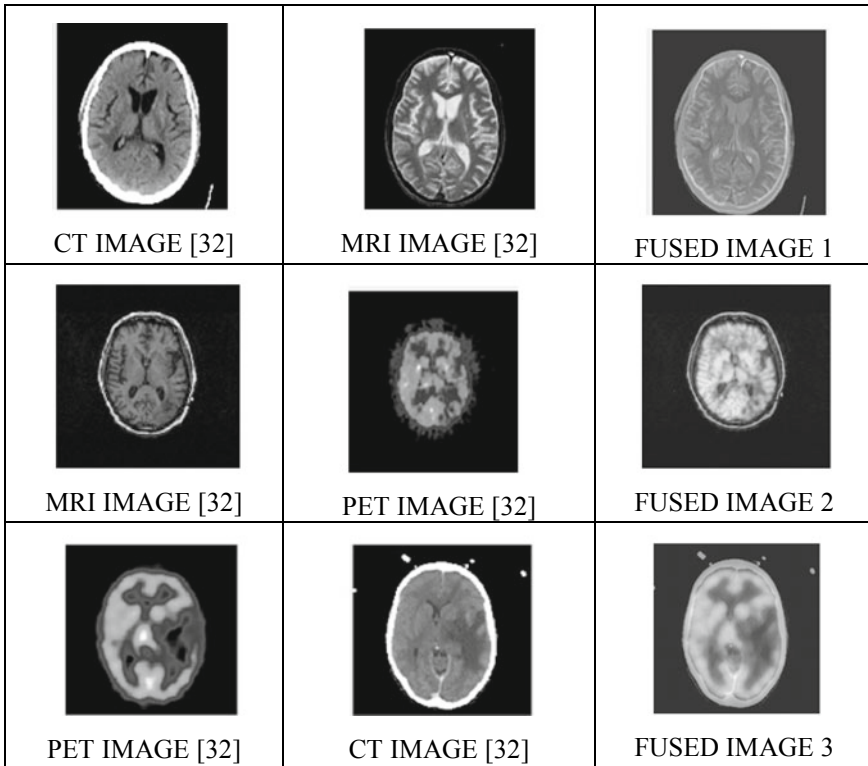 CT IMAGE [32]
MRI IMAGE [32]
FUSED IMAGE 1
MRI IMAGE [32]
PET IMAGE [32]
FUSED IMAGE 2
PET IMAGE [32]
CT IMAGE [32]
FUSED IMAGE 3